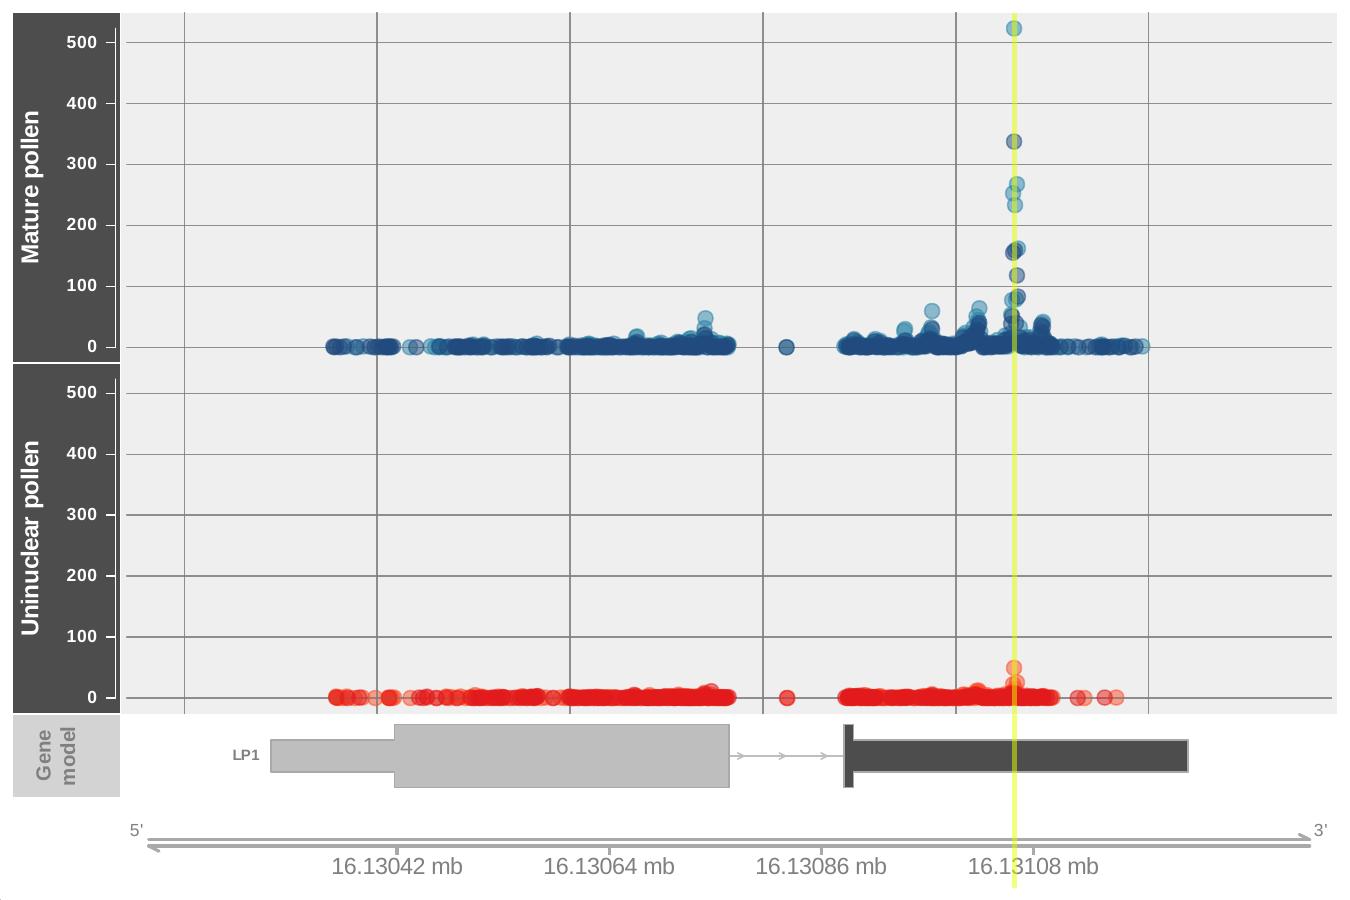 500
400
300
200
100
0
Mature pollen
500
400
300
200
100
0
Uninuclear pollen
Gene
model
LP1
5'
3'
16.13042 mb
16.13064 mb
16.13086 mb
16.13108 mb